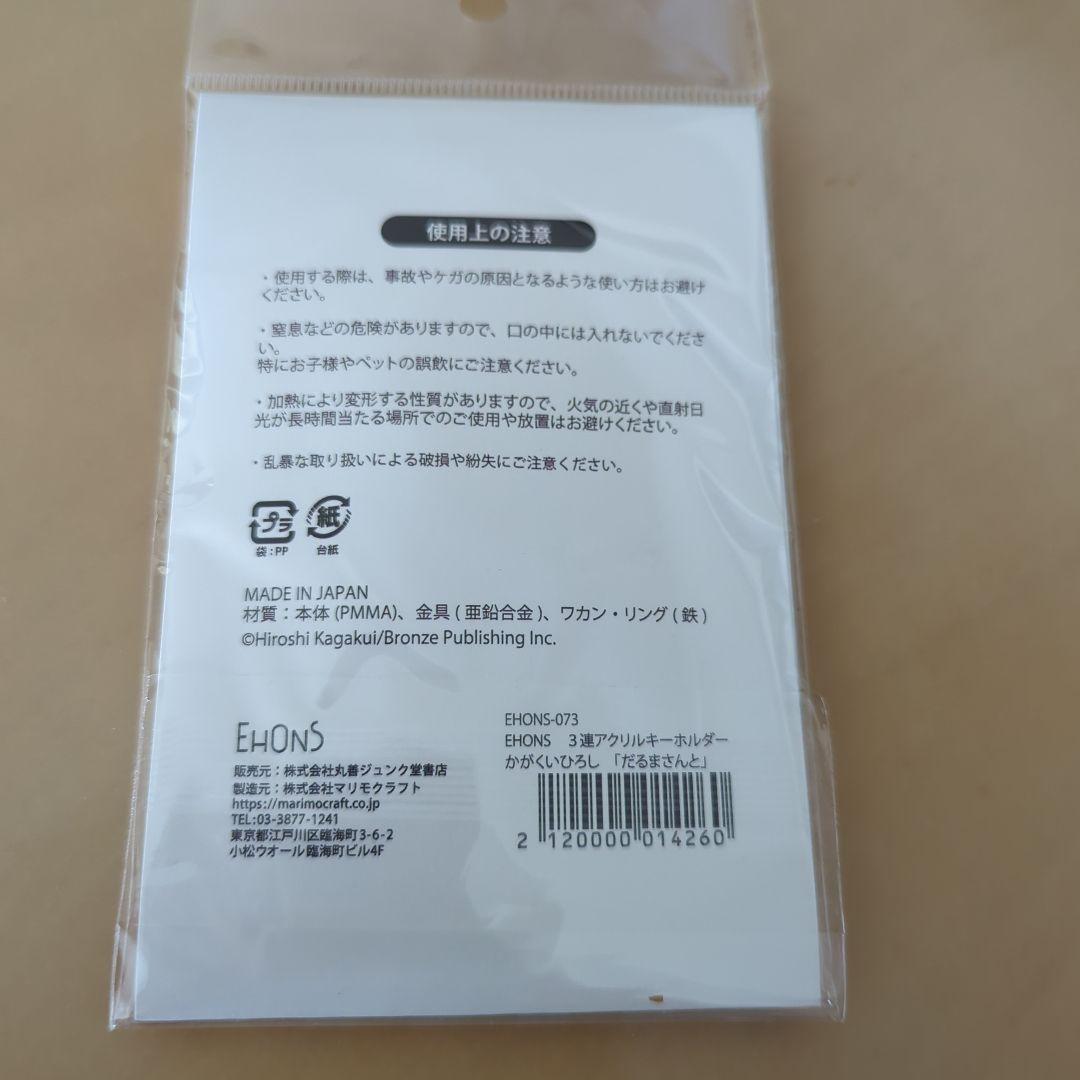 使用上の注意
・使用する際は、事故やケガの原因となるような使い方はお避け
ください。
・窒息などの危険がありますので、口の中には入れないでくださ
い。
特にお子様やペットの誤飲にご注意ください。
・加熱により変形する性質がありますので、火気の近くや直射日
光が長時間当たる場所でのご使用や放置はお避けください。
・乱暴な取り扱いによる破損や紛失にご注意ください。
プラ
袋：PP
紙
台紙
MADE IN JAPAN
材質：本体 (PMMA)、金具 ( 亜鉛合金 )、ワカン・リング ( 鉄 )
©Hiroshi Kagakui/Bronze Publishing Inc.
EHONS
販売元：株式会社丸善ジュンク堂書店
製造元：株式会社マリモクラフト
https://marimocraft.co.jp
TEL:03-3877-1241
東京都江戸川区臨海町3-6-2
小松ウオール臨海町ビル4F
EHONS-073
EHONS　３連アクリルキーホルダー
かがくいひろし　「だるまさんと」
2 120000 014260